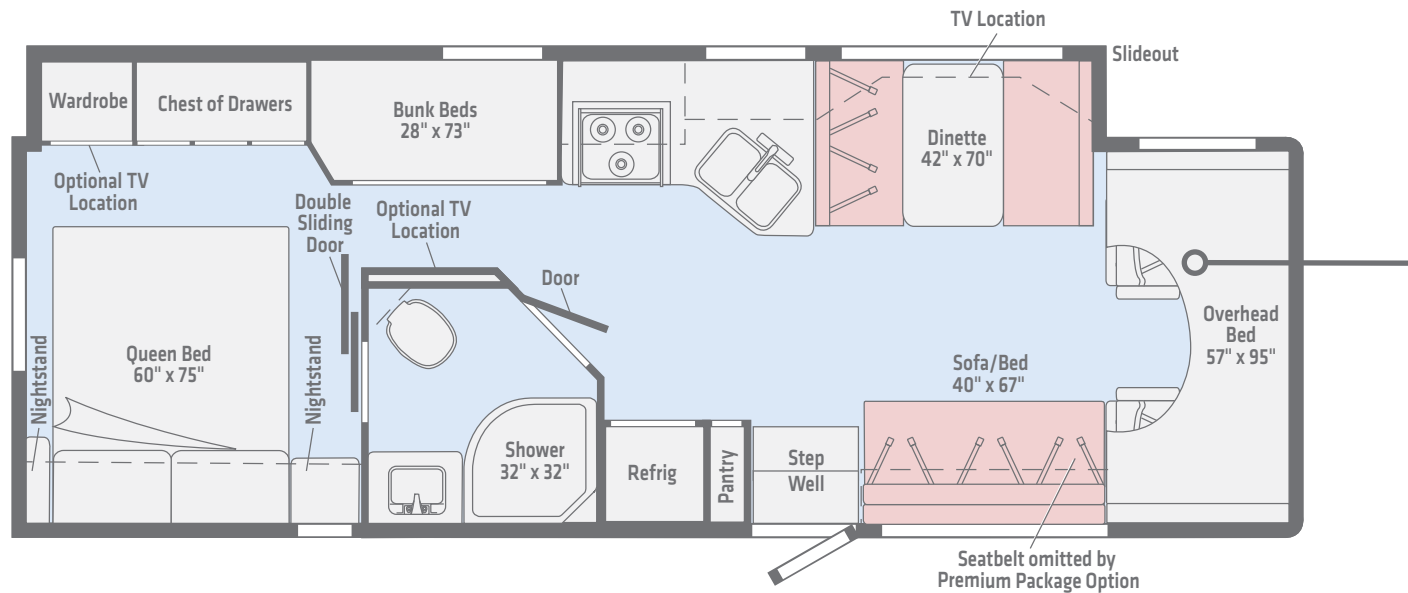 TV Location
Slideout
Wardrobe
Chest of Drawers
Bunk Beds
28" x 73"
Dinette
42" x 70"
Optional TV
Location
Double
Sliding
Door
Optional TV
Location
Door
Overhead
Bed
57" x 95"
Queen Bed
60" x 75"
Nightstand
Nightstand
Sofa/Bed
40" x 67"
Shower
32" x 32"
Refrig
Pantry
Step
Well
Seatbelt omitted by
Premium Package Option